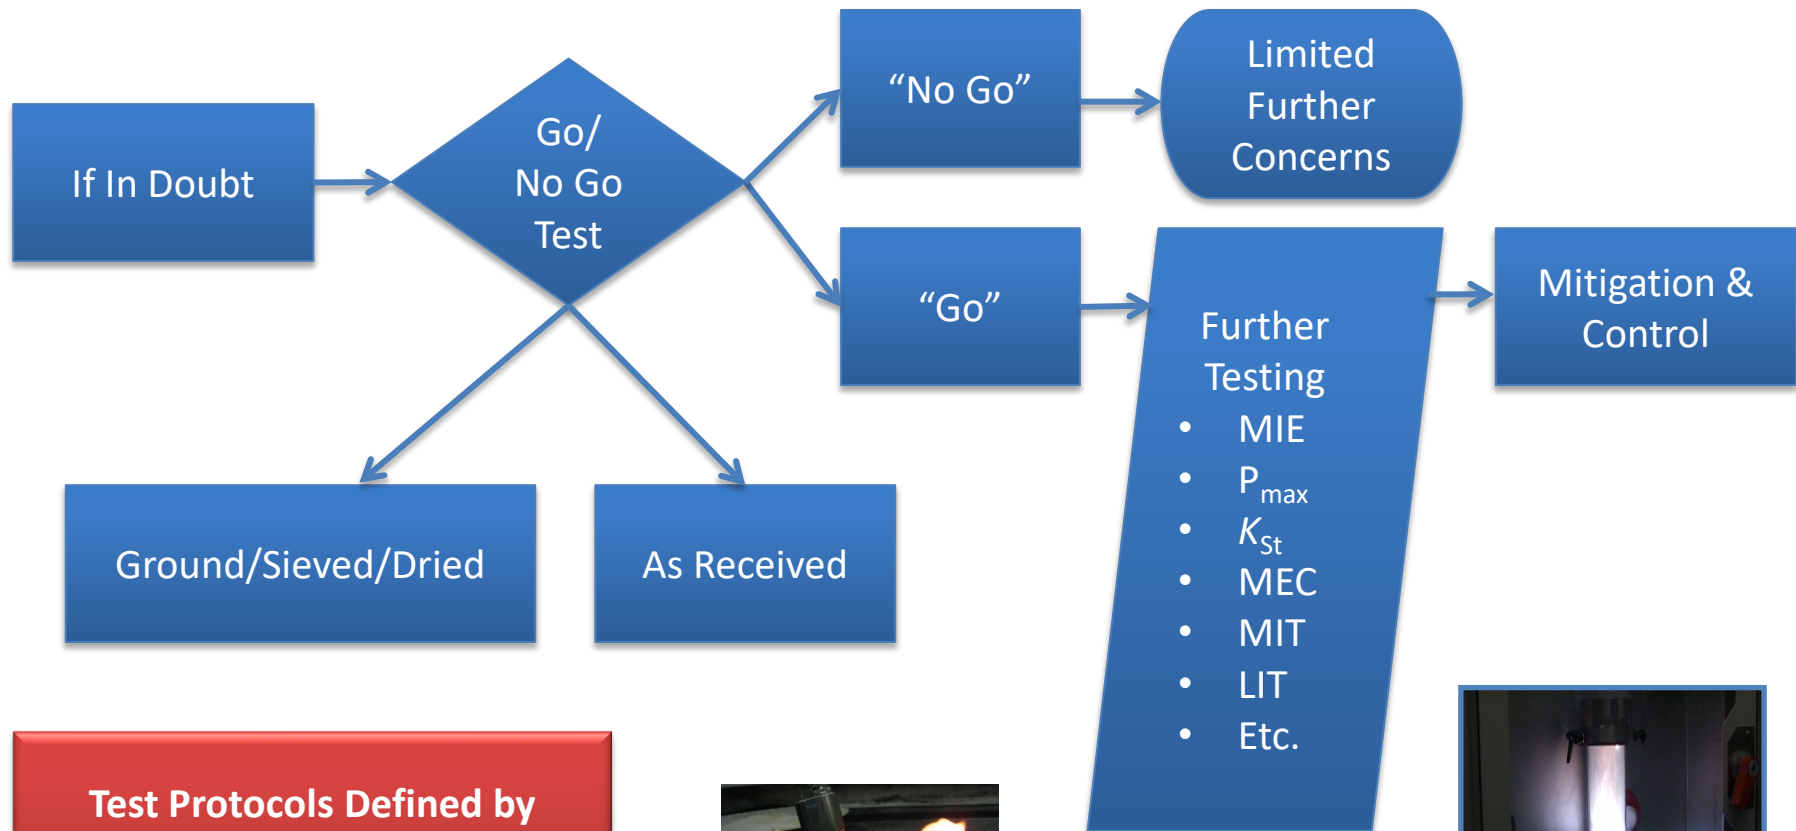 If In Doubt
Go/
No Go
Test
“No Go”
Limited
Further
Concerns
“Go”
Further
Testing
• MIE
• Pmax
• KSt
• MEC
• MIT
• LIT
• Etc.
Mitigation &
Control
Ground/Sieved/Dried
As Received
Test Protocols Defined by